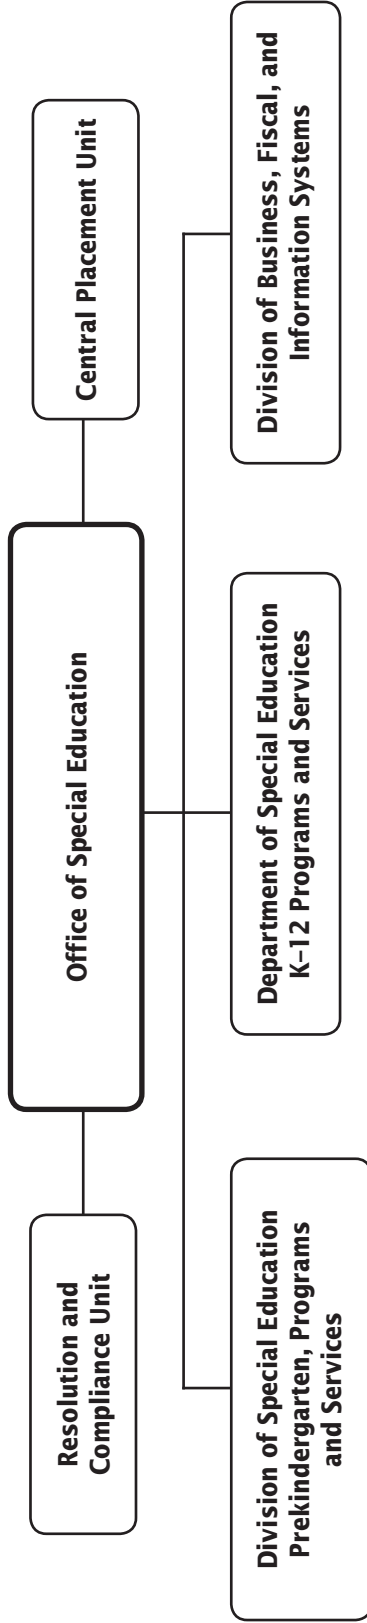 Office of Special Education
Resolution and
Compliance Unit
Central Placement Unit
Division of Special Education
Prekindergarten, Programs
and Services
Department of Special Education
K–12 Programs and Services
Division of Business, Fiscal, and
Information Systems